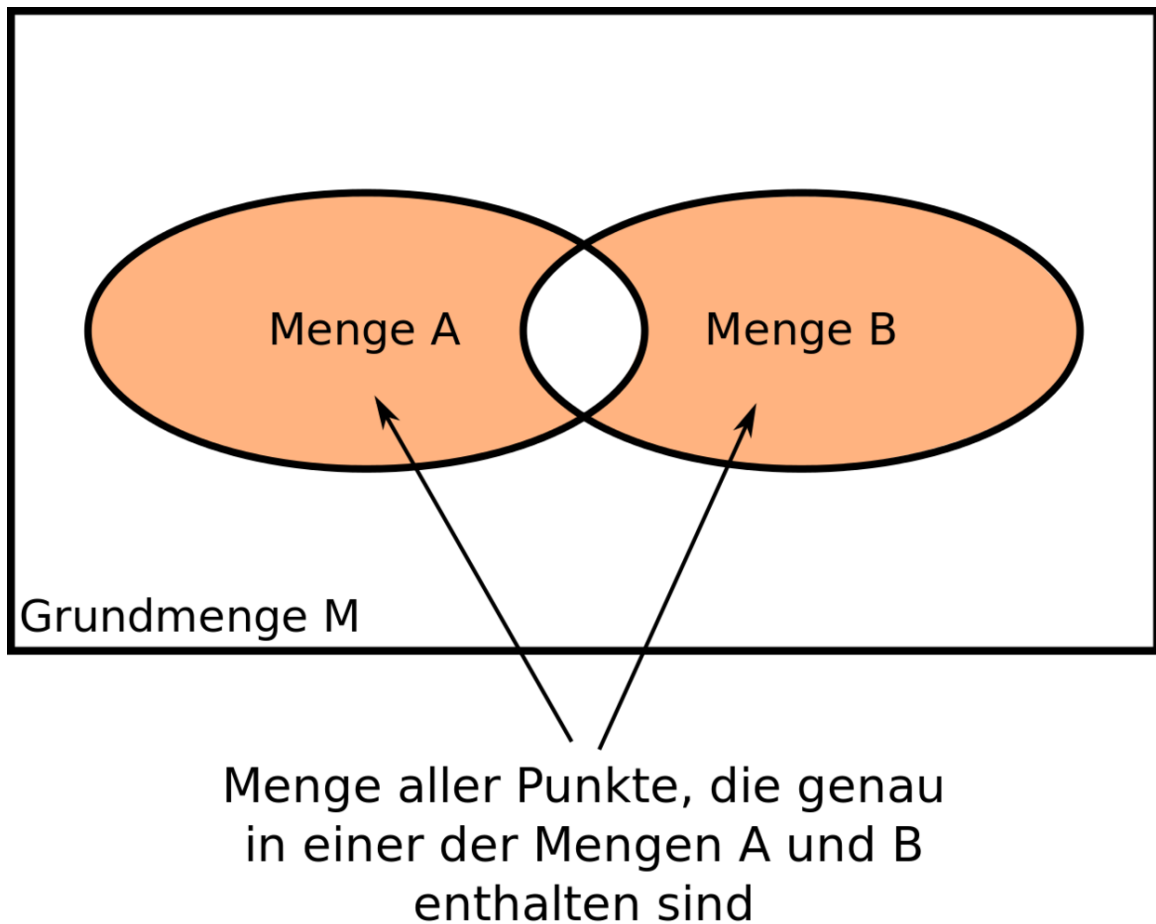 Menge A
Menge B
Grundmenge M
Menge aller Punkte, die genau
in einer der Mengen A und B
enthalten sind